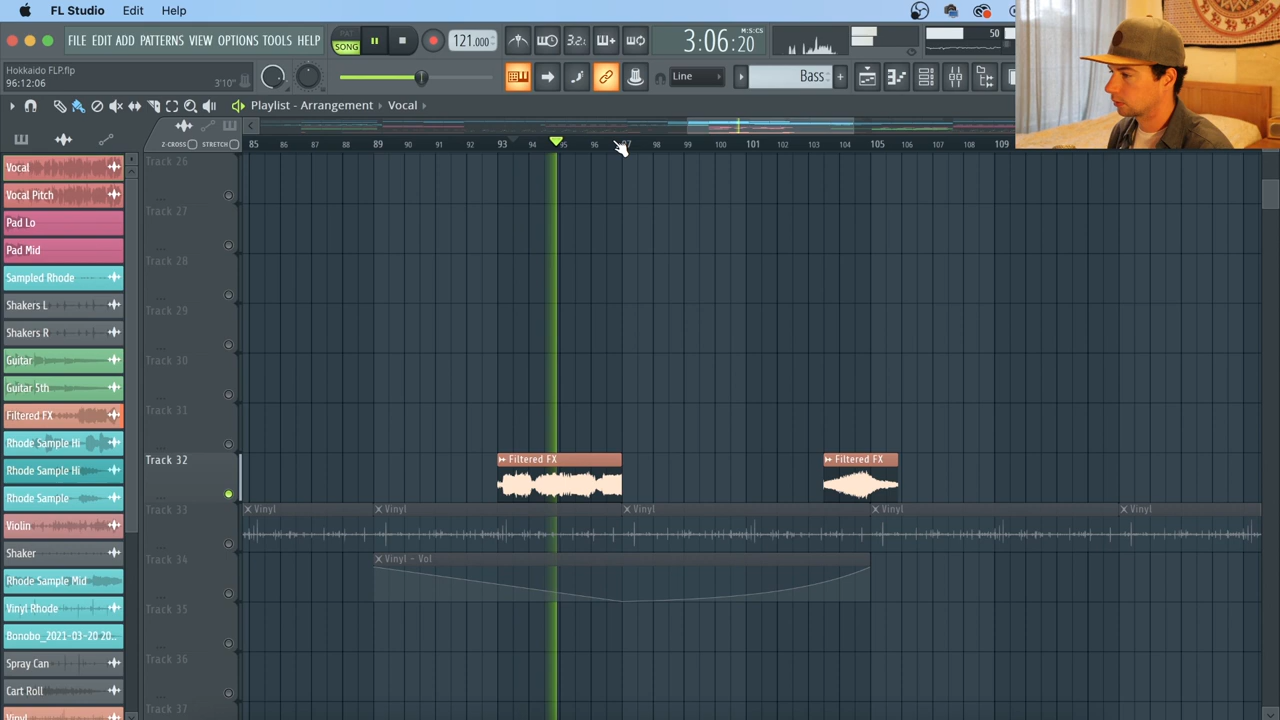 FL Studio Edit Help
FILE EDIT ADD PATTERNS VIEW OPTIONS TOOLS HELP
PAT
SONG
121.000
3:2:
3:06:20
M:S:CS
50
Hokkaido FLP.flp
96:12:06
3'10"
Line
Bass
Playlist - Arrangement
Vocal
Z-CROSS
STRETCH
85 86 87 88 89 90 91 92 93 94 95 96 97 98 99 100 101 102 103 104 105 106 107 108 109
Vocal
Vocal Pitch
Pad Lo
Pad Mid
Sampled Rhode
Shakers L
Shakers R
Guitar
Guitar 5th
Filtered FX
Rhode Sample Hi
Rhode Sample Hi
Rhode Sample
Violin
Shaker
Rhode Sample Mid
Vinyl Rhode
Bonobo_2021-03-20 20..
Spray Can
Cart Roll
Vinyl
Track 26
Track 27
Track 28
Track 29
Track 30
Track 31
Track 32
Track 33
Track 34
Track 35
Track 36
Track 37
Filtered FX
Filtered FX
Vinyl
Vinyl
Vinyl
Vinyl
Vinyl
Vinyl - Vol